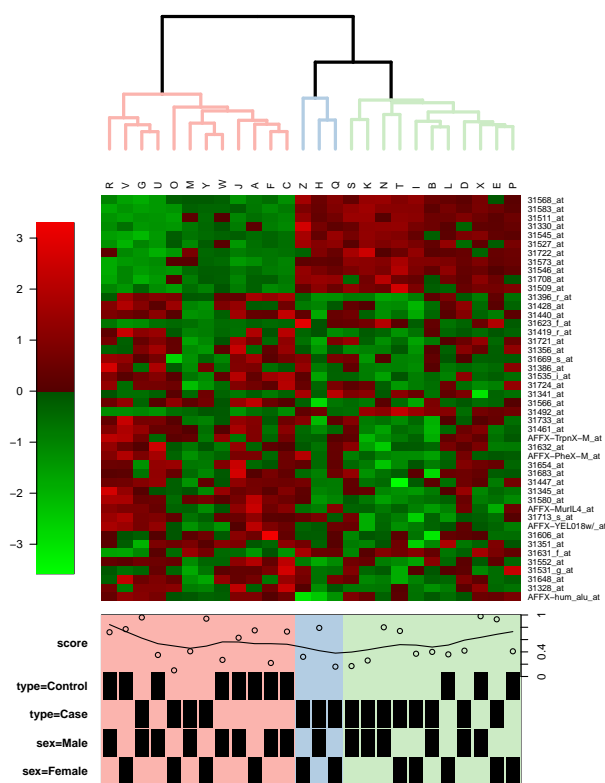 R V G U O M Y W J A F C Z H Q S K N T I B L D X E P
31568_at
31583_at
31511_at
31330_at
31545_at
31527_at
31722_at
31573_at
31546_at
31708_at
31509_at
31396_r_at
31428_at
31440_at
31623_f_at
31419_r_at
31721_at
31356_at
31669_s_at
31386_at
31535_i_at
31724_at
31341_at
31566_at
31492_at
31733_at
31461_at
AFFX−TrpnX−M_at
31632_at
AFFX−PheX−M_at
31654_at
31683_at
31447_at
31345_at
31580_at
AFFX−MurIL4_at
31713_s_at
AFFX−YEL018w/_at
31606_at
31351_at
31631_f_at
31552_at
31531_g_at
31648_at
31328_at
AFFX−hum_alu_at
3
2
1
0
−1
−2
−3
score
0 0.4 1
type=Control
type=Case
sex=Male
sex=Female